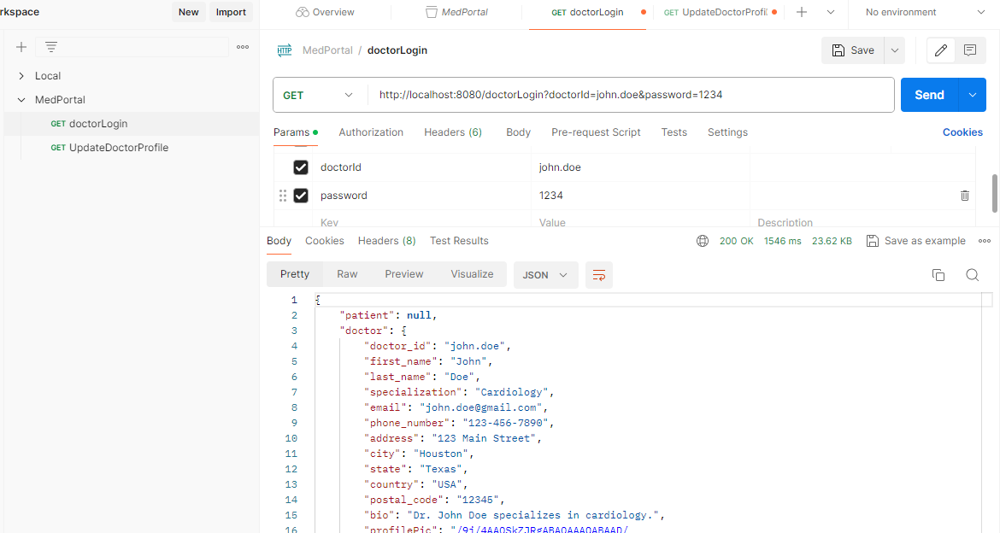 rkspace
New
Import
Overview
MedPortal
GET doctorLogin
GET UpdateDoctorProfil
No environment
HTTP
MedPortal / doctorLogin
Save
Local
MedPortal
GET doctorLogin
GET UpdateDoctorProfile
GET
http://localhost:8080/doctorLogin?doctorId=john.doe&password=1234
Send
Params
Authorization
Headers (6)
Body
Pre-request Script
Tests
Settings
Cookies
doctorId john.doe
password 1234
Key Value Description
Body
Cookies
Headers (8)
Test Results
200 OK
1546 ms
23.62 KB
Save as example
Pretty
Raw
Preview
Visualize
JSON
1 {
2 "patient": null,
3 "doctor": {
4 "doctor_id": "john.doe",
5 "first_name": "John",
6 "last_name": "Doe",
7 "specialization": "Cardiology",
8 "email": "john.doe@gmail.com",
9 "phone_number": "123-456-7890",
10 "address": "123 Main Street",
11 "city": "Houston",
12 "state": "Texas",
13 "country": "USA",
14 "postal_code": "12345",
15 "bio": "Dr. John Doe specializes in cardiology.",
16 "profilePic": "/9j/4AAQSkZJRgABAQAAAQABAAD/